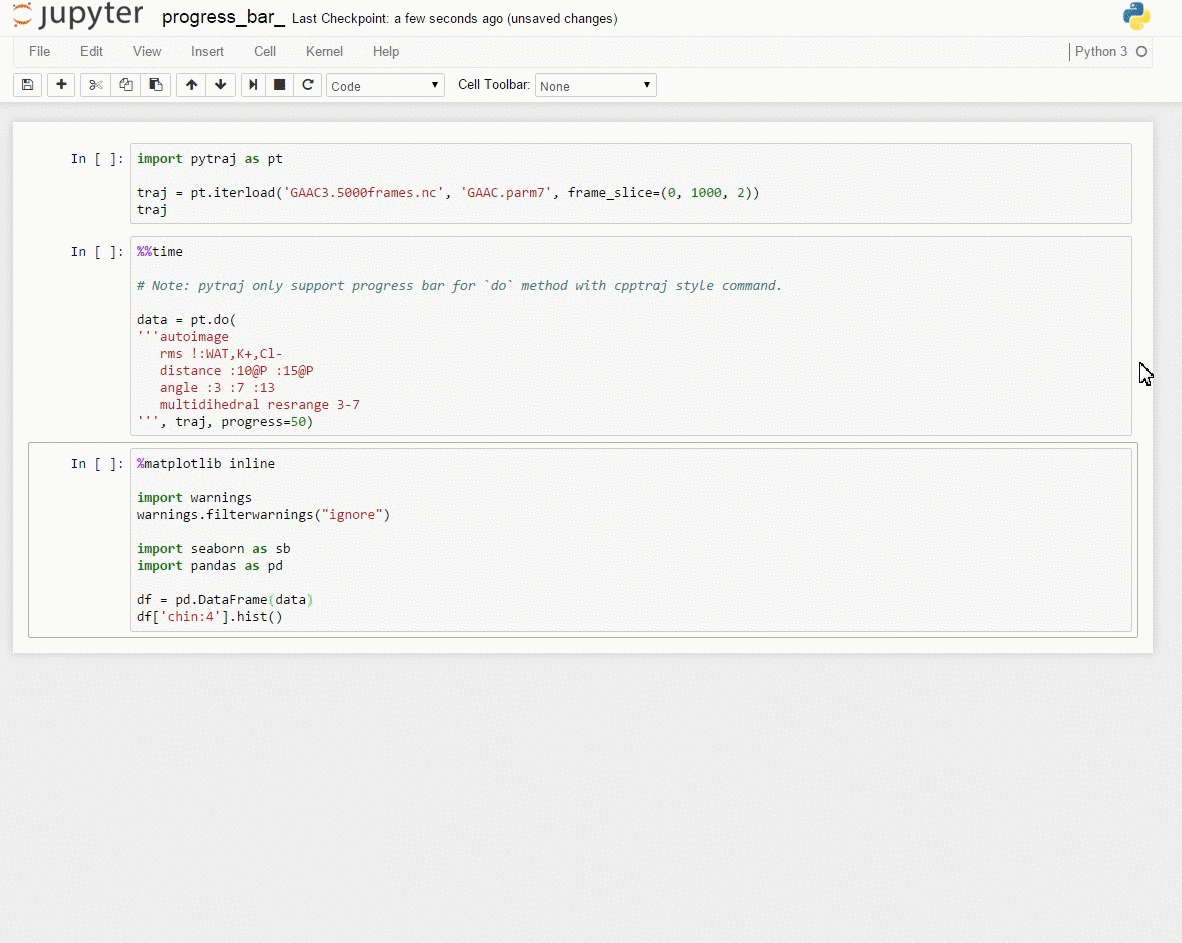 jupyter progress_bar_ Last Checkpoint: a few seconds ago (unsaved changes)
File Edit View Insert Cell Kernel Help Python 3
Code Cell Toolbar: None
In [ ]: import pytraj as pt
traj = pt.iterload('GAAC3.5000frames.nc', 'GAAC.parm7', frame_slice=(0, 1000, 2))
traj
In [ ]: %%time
# Note: pytraj only support progress bar for `do` method with cpptraj style command.
data = pt.do(
'''autoimage
rms !:WAT,K+,Cl-
distance :10@P :15@P
angle :3 :7 :13
multidihedral resrange 3-7
''', traj, progress=50)
In [ ]: %matplotlib inline
import warnings
warnings.filterwarnings("ignore")
import seaborn as sb
import pandas as pd
df = pd.DataFrame(data)
df['chin:4'].hist()